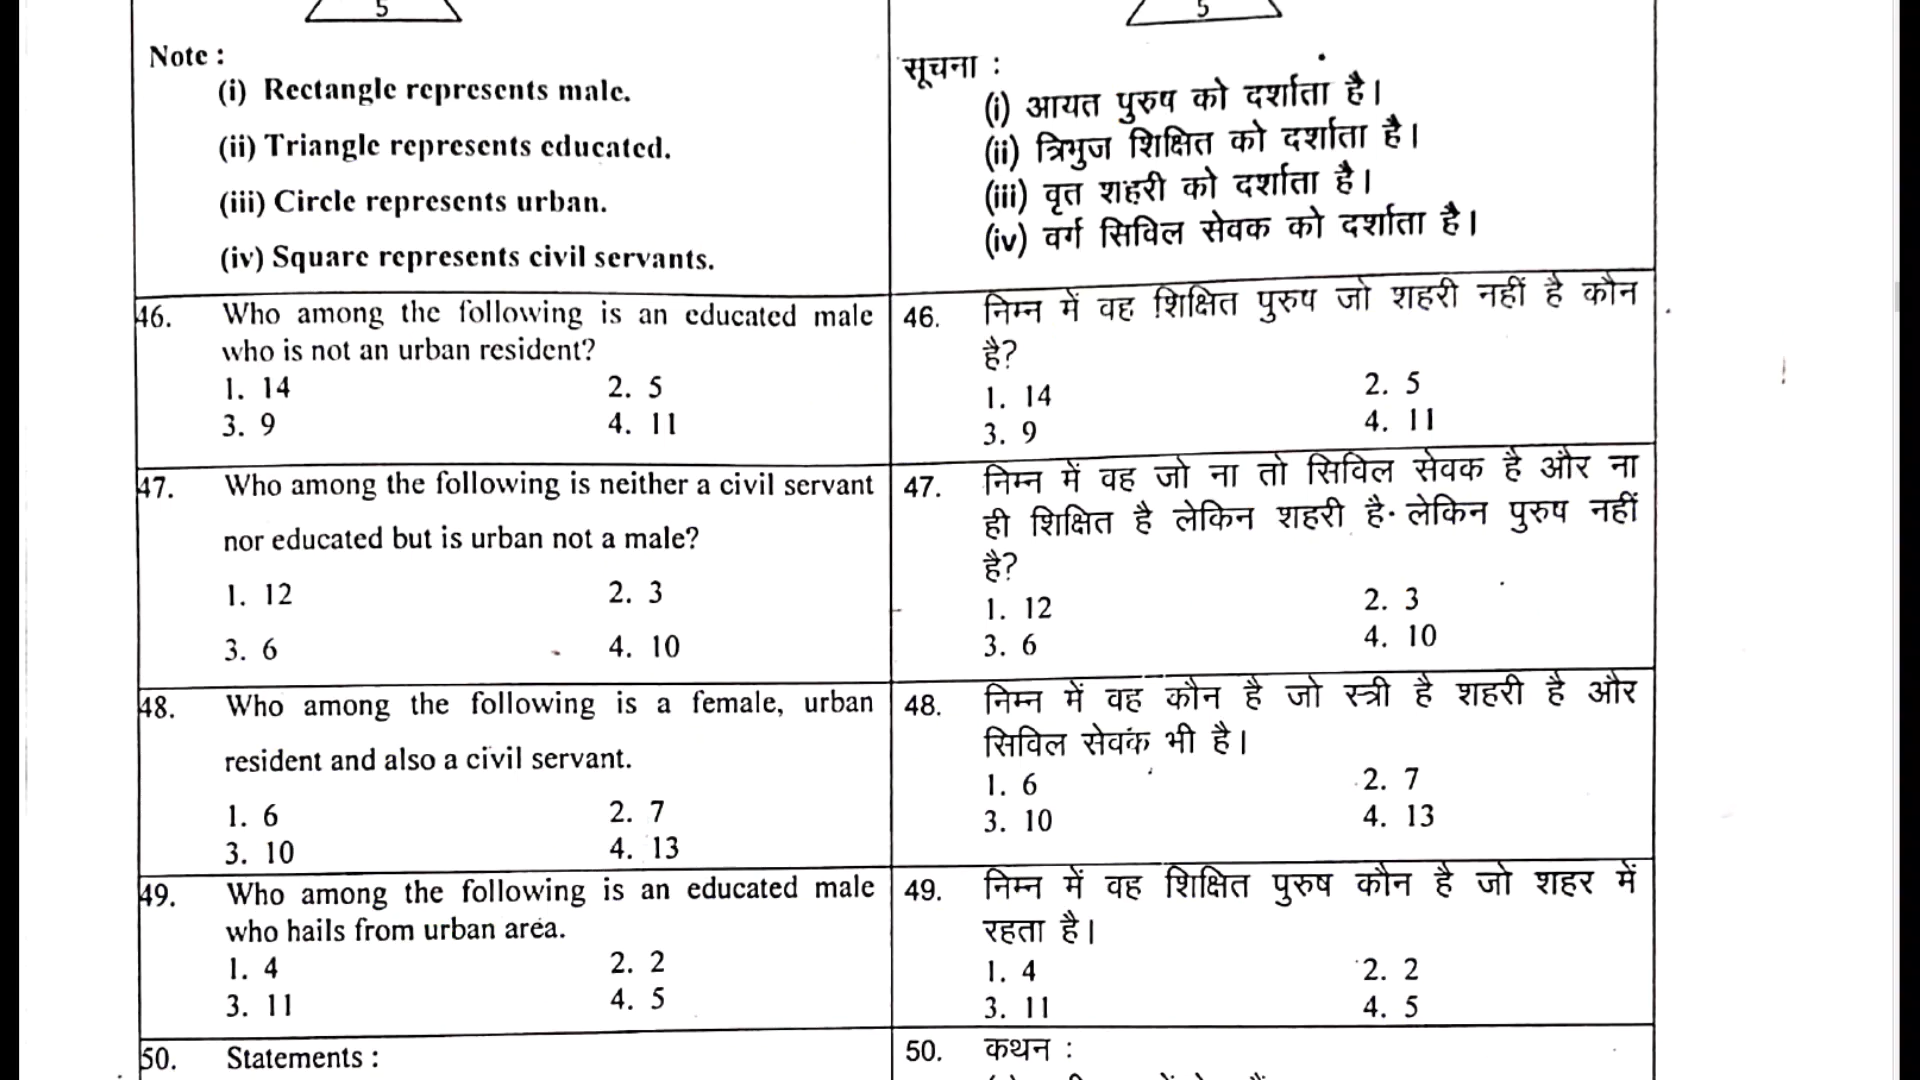 5
Note :
(i) Rectangle represents male.
(ii) Triangle represents educated.
(iii) Circle represents urban.
(iv) Square represents civil servants.
46. Who among the following is an educated male
who is not an urban resident?
1. 14 2. 5
3. 9 4. 11
47. Who among the following is neither a civil servant
nor educated but is urban not a male?
1. 12 2. 3
3. 6 4. 10
48. Who among the following is a female, urban
resident and also a civil servant.
1. 6 2. 7
3. 10 4. 13
49. Who among the following is an educated male
who hails from urban area.
1. 4 2. 2
3. 11 4. 5
50. Statements :
5
सूचना :
(i) आयत पुरुष को दर्शाता है।
(ii) त्रिभुज शिक्षित को दर्शाता है।
(iii) वृत शहरी को दर्शाता है।
(iv) वर्ग सिविल सेवक को दर्शाता है।
46. निम्न में वह शिक्षित पुरुष जो शहरी नहीं है कौन
है?
1. 14 2. 5
3. 9 4. 11
47. निम्न में वह जो ना तो सिविल सेवक है और ना
ही शिक्षित है लेकिन शहरी है लेकिन पुरुष नहीं
है?
1. 12 2. 3
3. 6 4. 10
48. निम्न में वह कौन है जो स्त्री है शहरी है और
सिविल सेवक भी है।
1. 6 2. 7
3. 10 4. 13
49. निम्न में वह शिक्षित पुरुष कौन है जो शहर में
रहता है।
1. 4 2. 2
3. 11 4. 5
50. कथन :